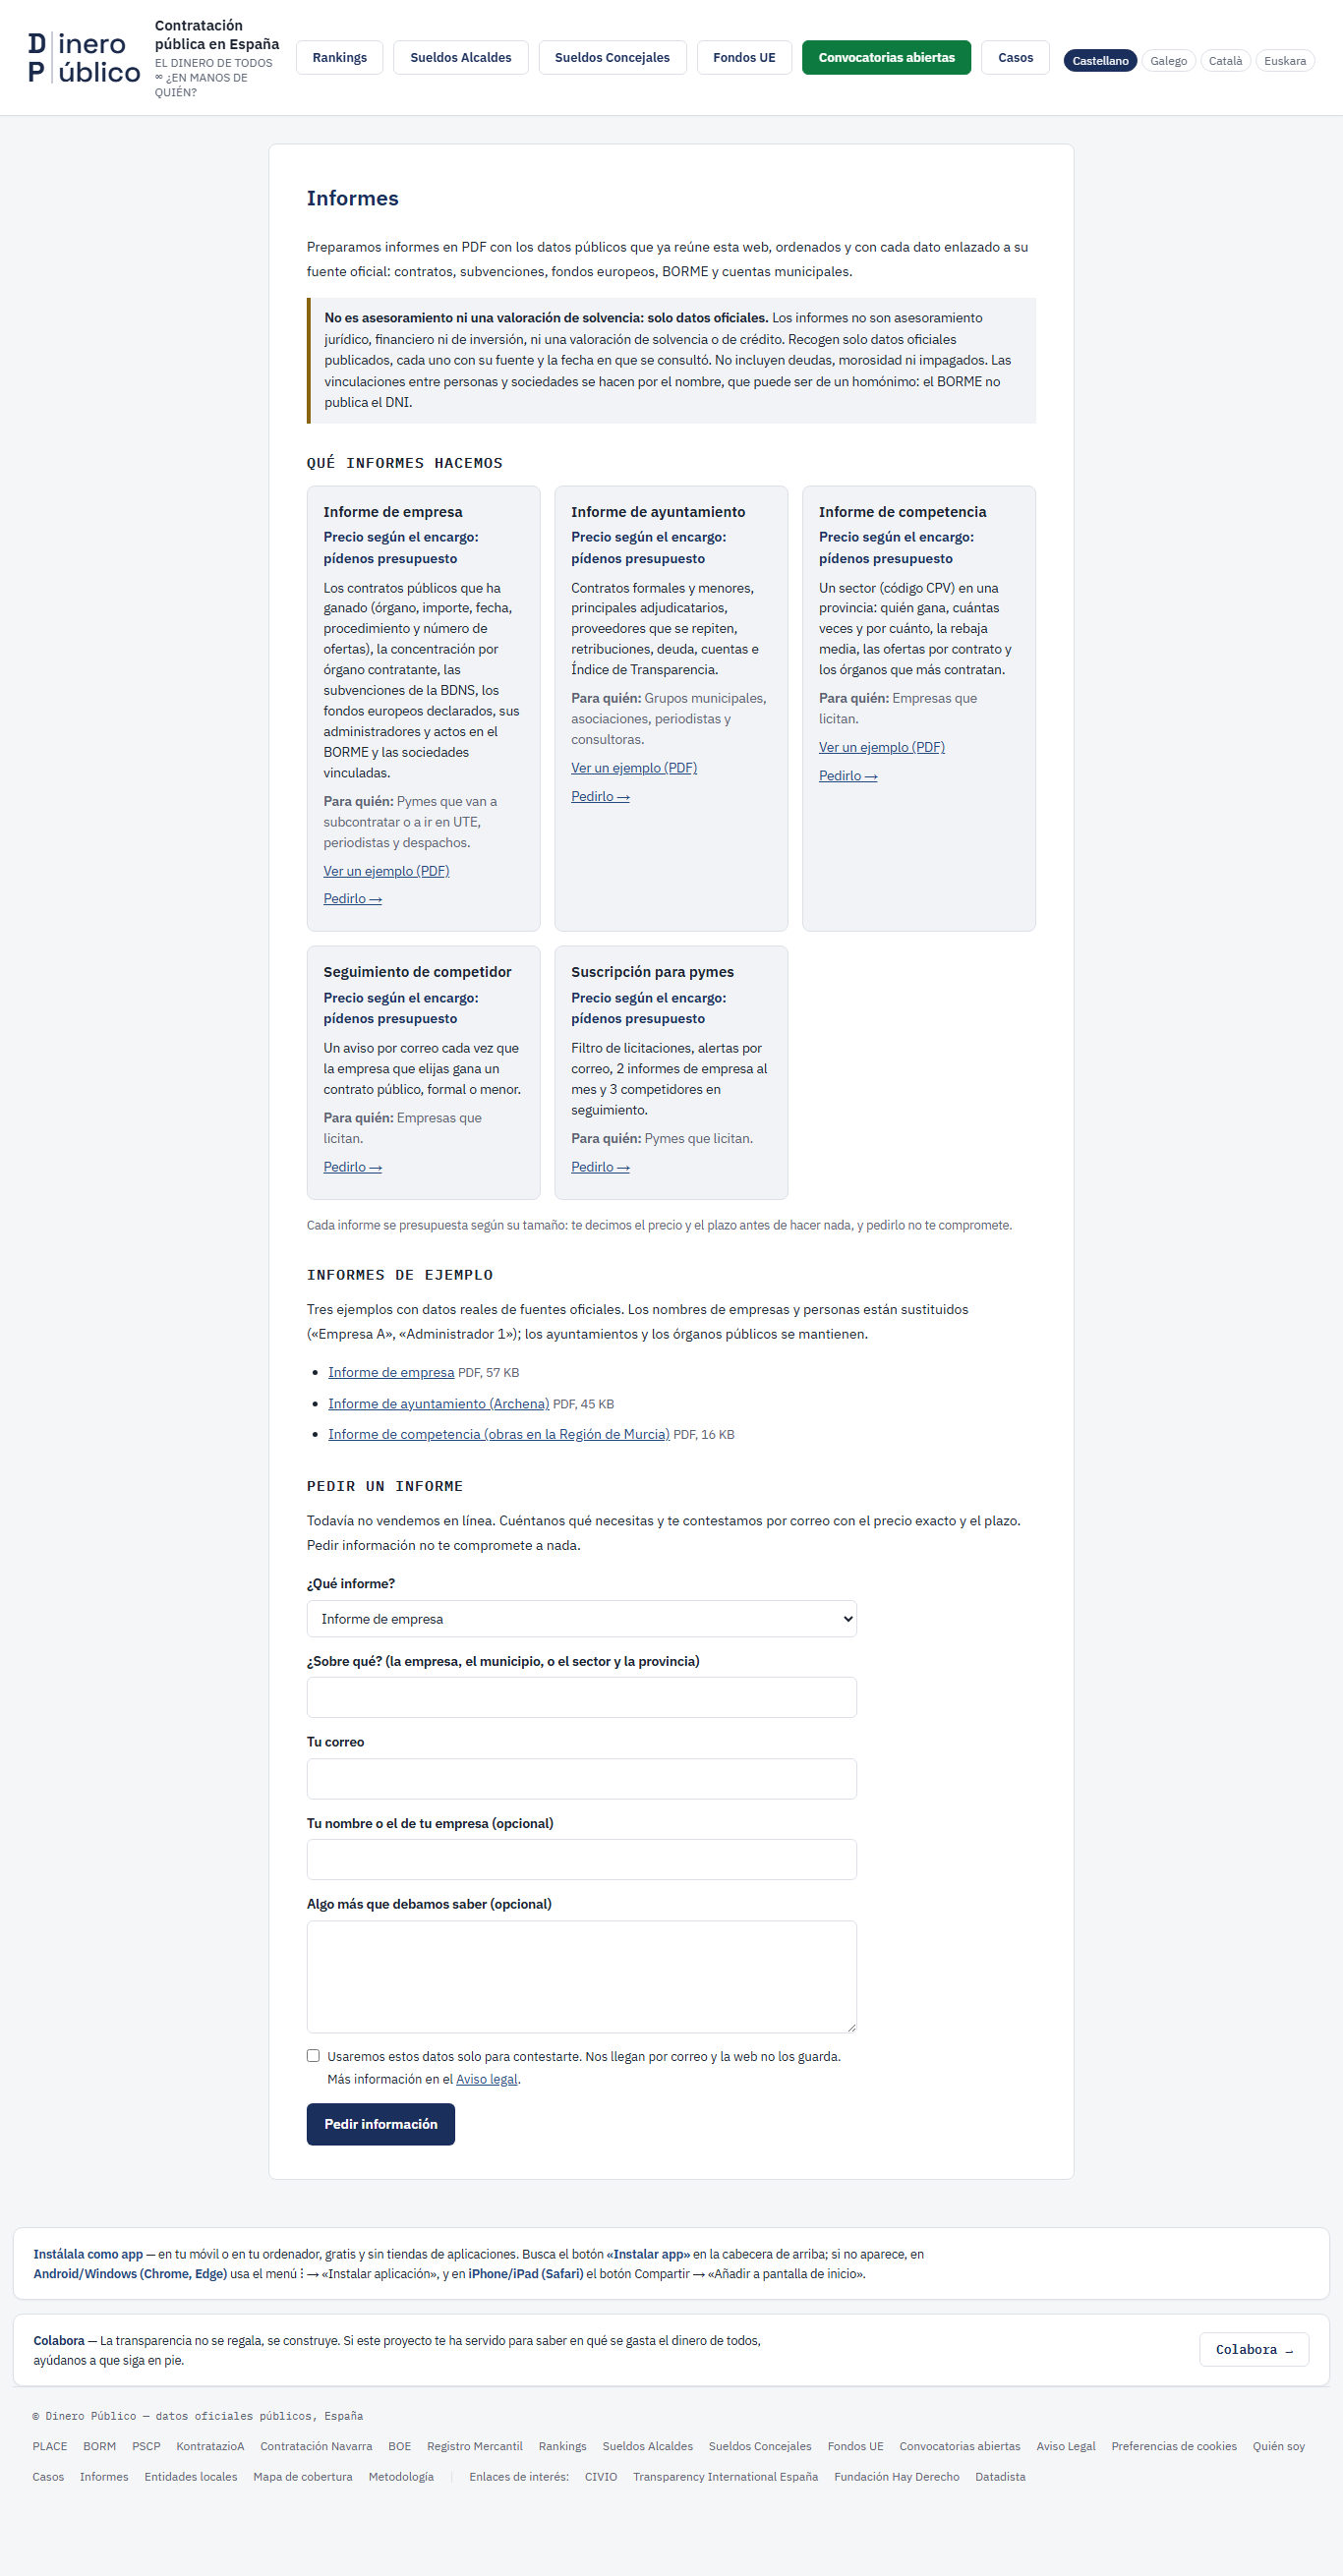 Dinero
Público
Contratación
pública en España
EL DINERO DE TODOS
∞ ¿EN MANOS DE
QUIÉN?
Rankings
Sueldos Alcaldes
Sueldos Concejales
Fondos UE
Convocatorias abiertas
Casos
Castellano
Galego
Català
Euskara
Informes
Preparamos informes en PDF con los datos públicos que ya reúne esta web, ordenados y con cada dato enlazado a su
fuente oficial: contratos, subvenciones, fondos europeos, BORME y cuentas municipales.
No es asesoramiento ni una valoración de solvencia: solo datos oficiales. Los informes no son asesoramiento
jurídico, financiero ni de inversión, ni una valoración de solvencia o de crédito. Recogen solo datos oficiales
publicados, cada uno con su fuente y la fecha en que se consultó. No incluyen deudas, morosidad ni impagados. Las
vinculaciones entre personas y sociedades se hacen por el nombre, que puede ser de un homónimo: el BORME no
publica el DNI.
QUÉ INFORMES HACEMOS
Informe de empresa
Precio según el encargo:
pídenos presupuesto
Los contratos públicos que ha
ganado (órgano, importe, fecha,
procedimiento y número de
ofertas), la concentración por
órgano contratante, las
subvenciones de la BDNS, los
fondos europeos declarados, sus
administradores y actos en el
BORME y las sociedades
vinculadas.
Para quién: Pymes que van a
subcontratar o a ir en UTE,
periodistas y despachos.
Ver un ejemplo (PDF)
Pedirlo →
Informe de ayuntamiento
Precio según el encargo:
pídenos presupuesto
Contratos formales y menores,
principales adjudicatarios,
proveedores que se repiten,
retribuciones, deuda, cuentas e
Índice de Transparencia.
Para quién: Grupos municipales,
asociaciones, periodistas y
consultoras.
Ver un ejemplo (PDF)
Pedirlo →
Informe de competencia
Precio según el encargo:
pídenos presupuesto
Un sector (código CPV) en una
provincia: quién gana, cuántas
veces y por cuánto, la rebaja
media, las ofertas por contrato y
los órganos que más contratan.
Para quién: Empresas que
licitan.
Ver un ejemplo (PDF)
Pedirlo →
Seguimiento de competidor
Precio según el encargo:
pídenos presupuesto
Un aviso por correo cada vez que
la empresa que elijas gana un
contrato público, formal o menor.
Para quién: Empresas que
licitan.
Pedirlo →
Suscripción para pymes
Precio según el encargo:
pídenos presupuesto
Filtro de licitaciones, alertas por
correo, 2 informes de empresa al
mes y 3 competidores en
seguimiento.
Para quién: Pymes que licitan.
Pedirlo →
Cada informe se presupuesta según su tamaño: te decimos el precio y el plazo antes de hacer nada, y pedirlo no te compromete.
INFORMES DE EJEMPLO
Tres ejemplos con datos reales de fuentes oficiales. Los nombres de empresas y personas están sustituidos
(«Empresa A», «Administrador 1»); los ayuntamientos y los órganos públicos se mantienen.
• Informe de empresa PDF, 57 KB
• Informe de ayuntamiento (Archena) PDF, 45 KB
• Informe de competencia (obras en la Región de Murcia) PDF, 16 KB
PEDIR UN INFORME
Todavía no vendemos en línea. Cuéntanos qué necesitas y te contestamos por correo con el precio exacto y el plazo.
Pedir información no te compromete a nada.
¿Qué informe?
Informe de empresa
¿Sobre qué? (la empresa, el municipio, o el sector y la provincia)
Tu correo
Tu nombre o el de tu empresa (opcional)
Algo más que debamos saber (opcional)
Usaremos estos datos solo para contestarte. Nos llegan por correo y la web no los guarda.
Más información en el Aviso legal.
Pedir información
Instálala como app — en tu móvil o en tu ordenador, gratis y sin tiendas de aplicaciones. Busca el botón «Instalar app» en la cabecera de arriba; si no aparece, en
Android/Windows (Chrome, Edge) usa el menú ⋮ → «Instalar aplicación», y en iPhone/iPad (Safari) el botón Compartir → «Añadir a pantalla de inicio».
Colabora — La transparencia no se regala, se construye. Si este proyecto te ha servido para saber en qué se gasta el dinero de todos,
ayúdanos a que siga en pie.
Colabora →
© Dinero Público — datos oficiales públicos, España
PLACE BORM PSCP KontratazioA Contratación Navarra BOE Registro Mercantil Rankings Sueldos Alcaldes Sueldos Concejales Fondos UE Convocatorias abiertas Aviso Legal Preferencias de cookies Quién soy
Casos Informes Entidades locales Mapa de cobertura Metodología | Enlaces de interés: CIVIO Transparency International España Fundación Hay Derecho Datadista